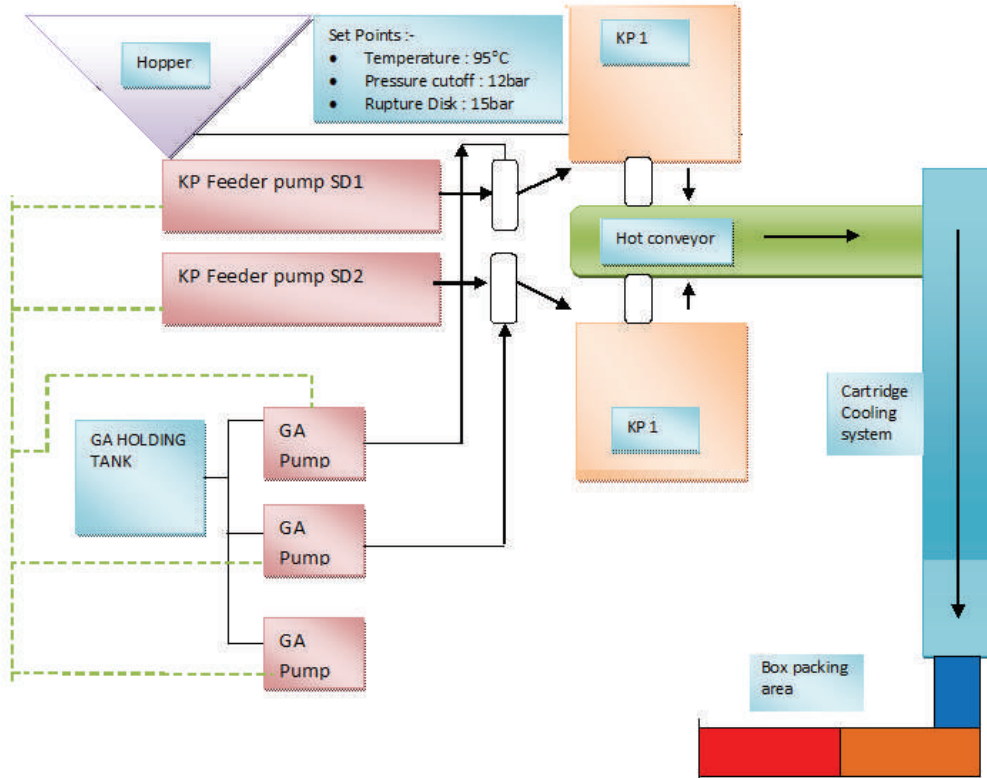 Hopper
Set Points :-
● Temperature : 95°C
● Pressure cutoff : 12bar
● Rupture Disk : 15bar
KP 1
KP Feeder pump SD1
Hot conveyor
KP Feeder pump SD2
Cartridge
Cooling
system
KP 1
GA HOLDING
TANK
GA
Pump
GA
Pump
GA
Pump
Box packing
area